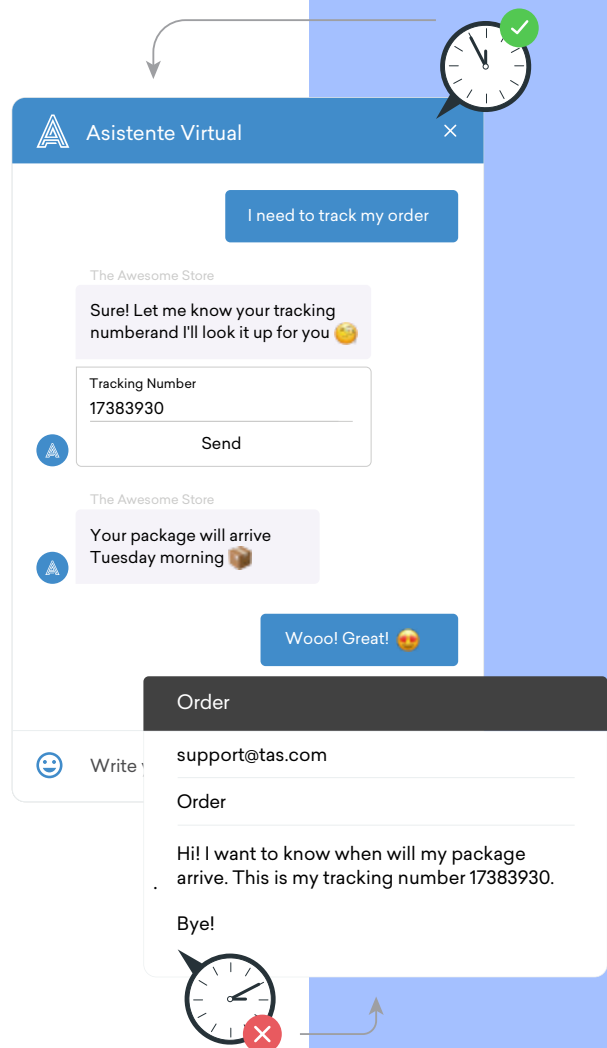 Asistente Virtual
I need to track my order
The Awesome Store
Sure! Let me know your tracking
numberand I'll look it up for you
Tracking Number
17383930
Send
The Awesome Store
Your package will arrive
Tuesday morning
Wooo! Great!
Write
Order
support@tas.com
Order
Hi! I want to know when will my package
arrive. This is my tracking number 17383930.
Bye!